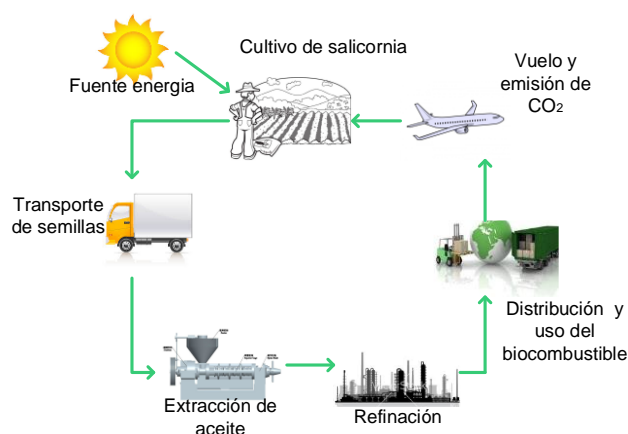 Cultivo de salicornia
Fuente energia
Vuelo y
emisión de
CO₂
Transporte
de semillas
Distribución y
uso del
biocombustible
Extracción de
aceite
Refinación